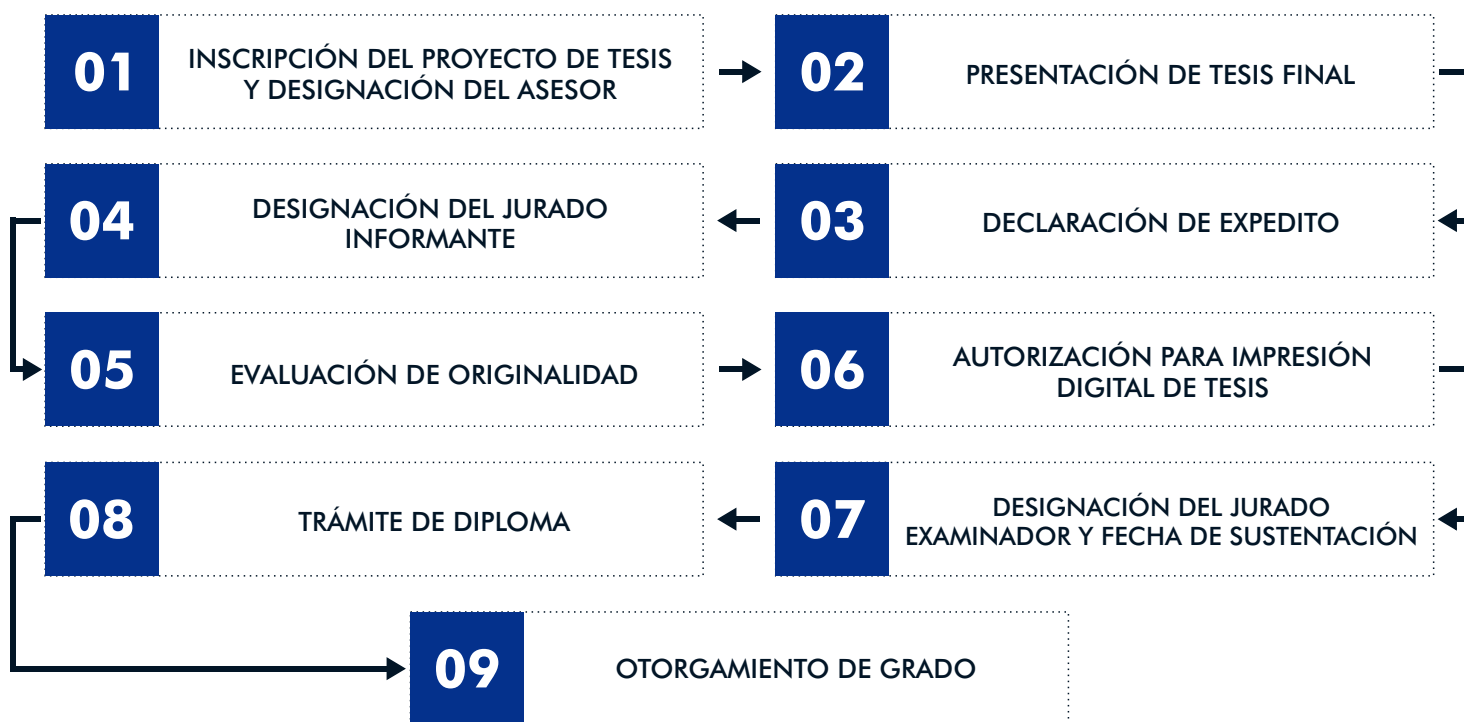 01
INSCRIPCIÓN DEL PROYECTO DE TESIS
Y DESIGNACIÓN DEL ASESOR
02
PRESENTACIÓN DE TESIS FINAL
03
DECLARACIÓN DE EXPEDITO
04
DESIGNACIÓN DEL JURADO
INFORMANTE
05
EVALUACIÓN DE ORIGINALIDAD
06
AUTORIZACIÓN PARA IMPRESIÓN
DIGITAL DE TESIS
07
DESIGNACIÓN DEL JURADO
EXAMINADOR Y FECHA DE SUSTENTACIÓN
08
TRÁMITE DE DIPLOMA
09
OTORGAMIENTO DE GRADO